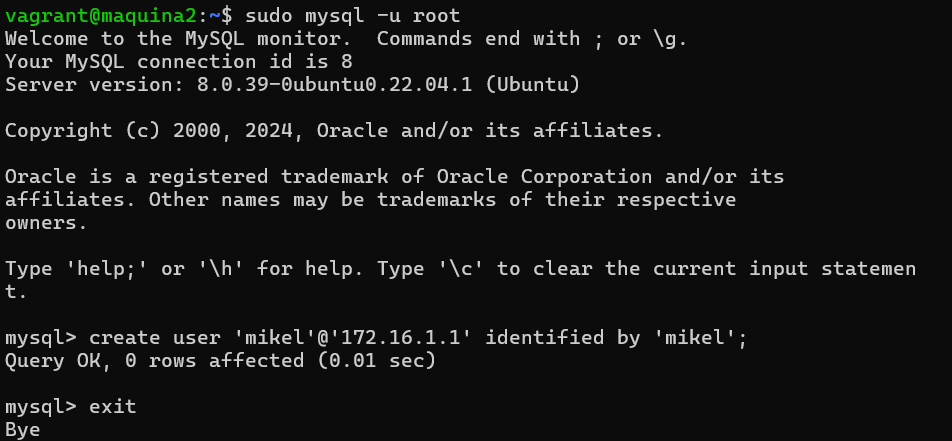 vagrant@maquina2:~$ sudo mysql -u root
Welcome to the MySQL monitor.  Commands end with ; or \g.
Your MySQL connection id is 8
Server version: 8.0.39-0ubuntu0.22.04.1 (Ubuntu)
Copyright (c) 2000, 2024, Oracle and/or its affiliates.
Oracle is a registered trademark of Oracle Corporation and/or its
affiliates. Other names may be trademarks of their respective
owners.
Type 'help;' or '\h' for help. Type '\c' to clear the current input statemen
t.
mysql> create user 'mikel'@'172.16.1.1' identified by 'mikel';
Query OK, 0 rows affected (0.01 sec)
mysql> exit
Bye